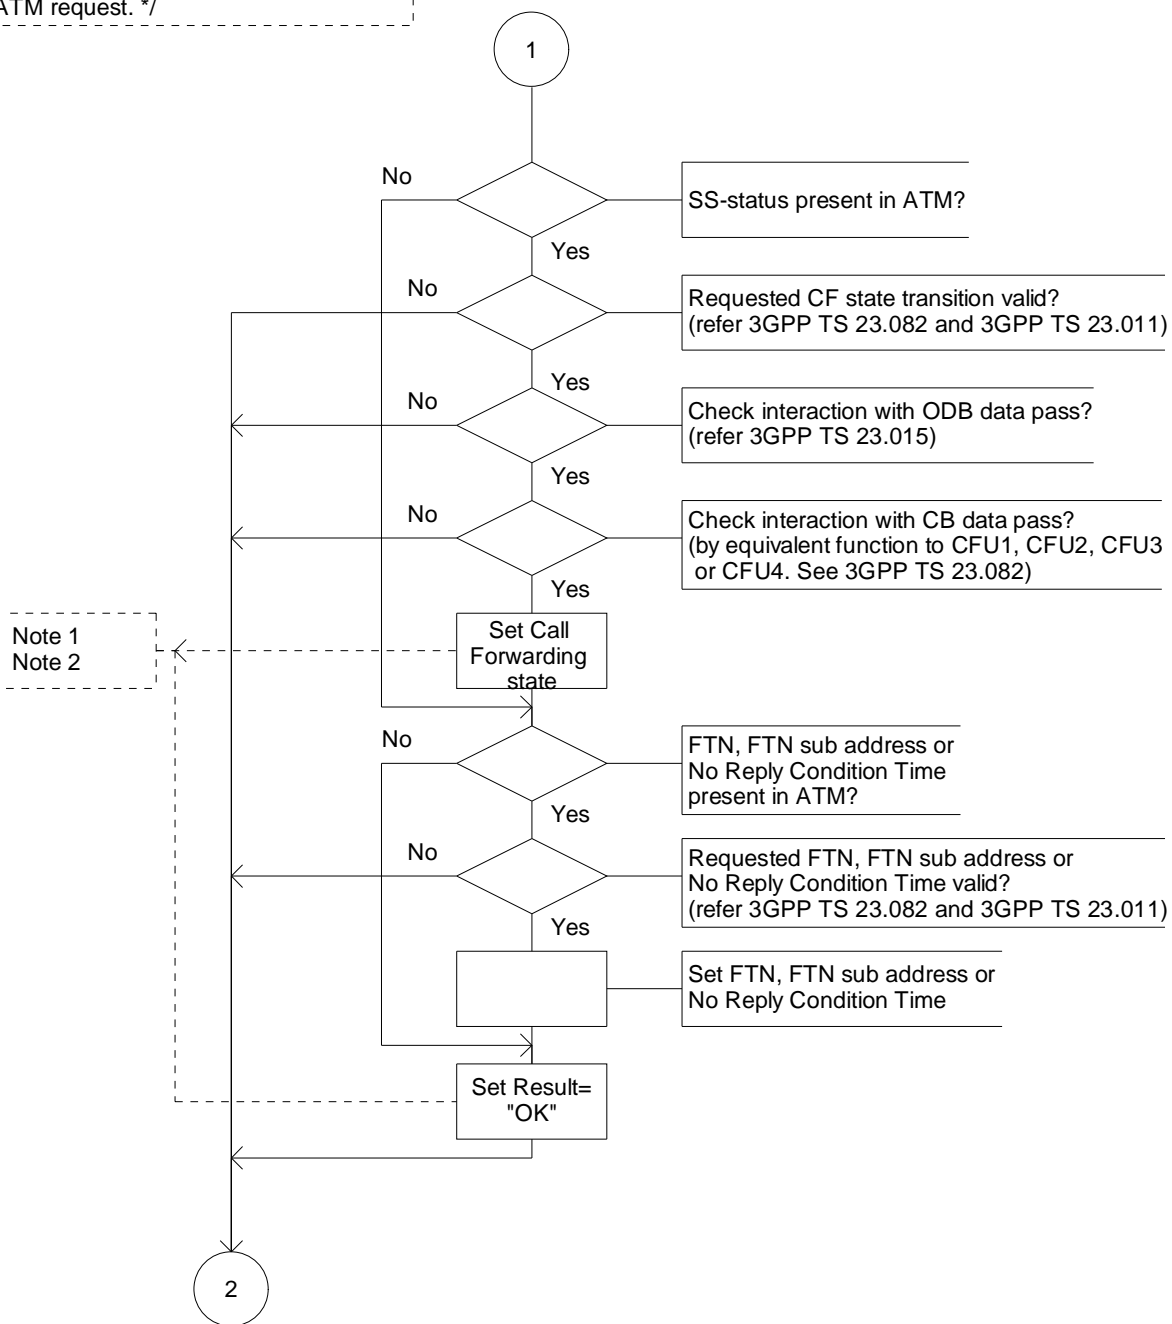 ATM request. */
1
No
SS-status present in ATM?
Yes
No
Requested CF state transition valid?
(refer 3GPP TS 23.082 and 3GPP TS 23.011)
Yes
No
Check interaction with ODB data pass?
(refer 3GPP TS 23.015)
Yes
No
Check interaction with CB data pass?
(by equivalent function to CFU1, CFU2, CFU3
or CFU4. See 3GPP TS 23.082)
Yes
Note 1
Note 2
Set Call
Forwarding
state
No
FTN, FTN sub address or
No Reply Condition Time
present in ATM?
Yes
No
Requested FTN, FTN sub address or
No Reply Condition Time valid?
(refer 3GPP TS 23.082 and 3GPP TS 23.011)
Yes
Set FTN, FTN sub address or
No Reply Condition Time
Set Result=
"OK"
2